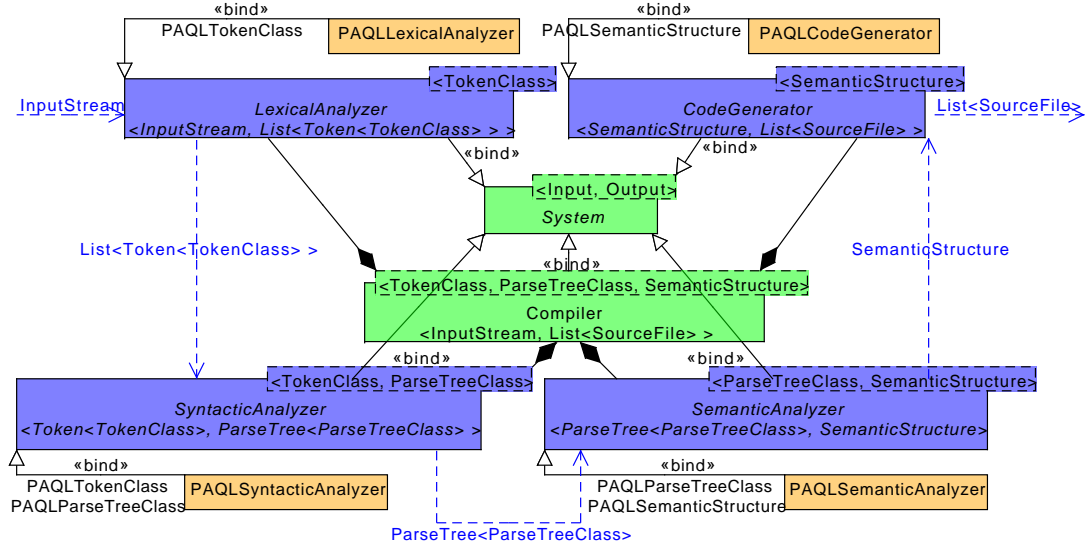 «bind»
PAQLTokenClass
PAQLLexicalAnalyzer
«bind»
PAQLSemanticStructure
PAQLCodeGenerator
<TokenClass>
<SemanticStructure>
InputStream
LexicalAnalyzer
<InputStream, List<Token<TokenClass> > >
CodeGenerator
<SemanticStructure, List<SourceFile> >
List<SourceFile>
«bind»
«bind»
<Input, Output>
System
List<Token<TokenClass> >
SemanticStructure
«bind»
<TokenClass, ParseTreeClass, SemanticStructure>
Compiler
<InputStream, List<SourceFile> >
«bind»
«bind»
<TokenClass, ParseTreeClass>
<ParseTreeClass, SemanticStructure>
SyntacticAnalyzer
<Token<TokenClass>, ParseTree<ParseTreeClass> >
SemanticAnalyzer
<ParseTree<ParseTreeClass>, SemanticStructure>
«bind»
PAQLTokenClass
PAQLParseTreeClass
PAQLSyntacticAnalyzer
«bind»
PAQLParseTreeClass
PAQLSemanticStructure
PAQLSemanticAnalyzer
ParseTree<ParseTreeClass>